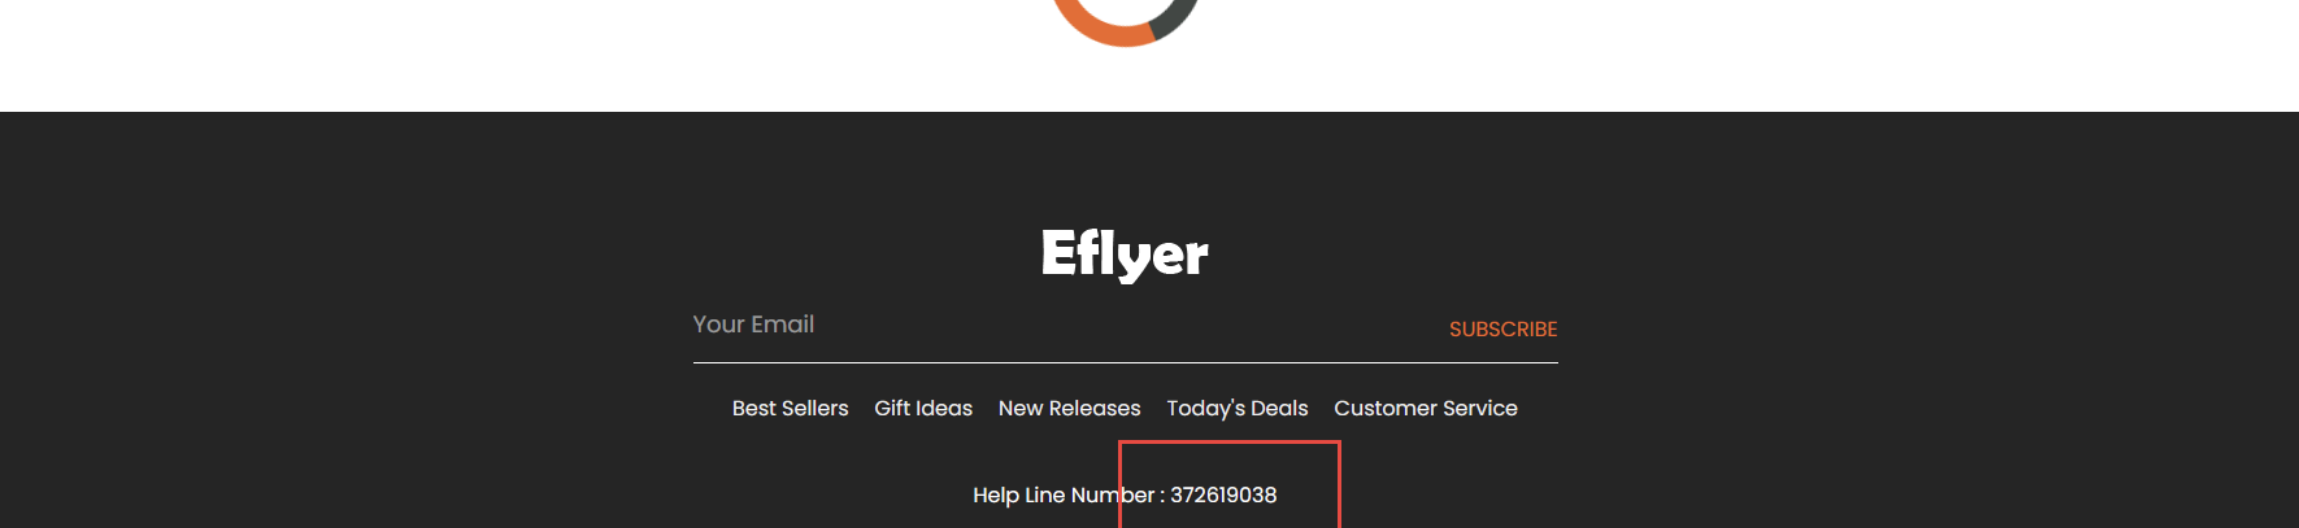 Eflyer
Your Email SUBSCRIBE
Best Sellers Gift Ideas New Releases Today's Deals Customer Service
Help Line Number : 372619038